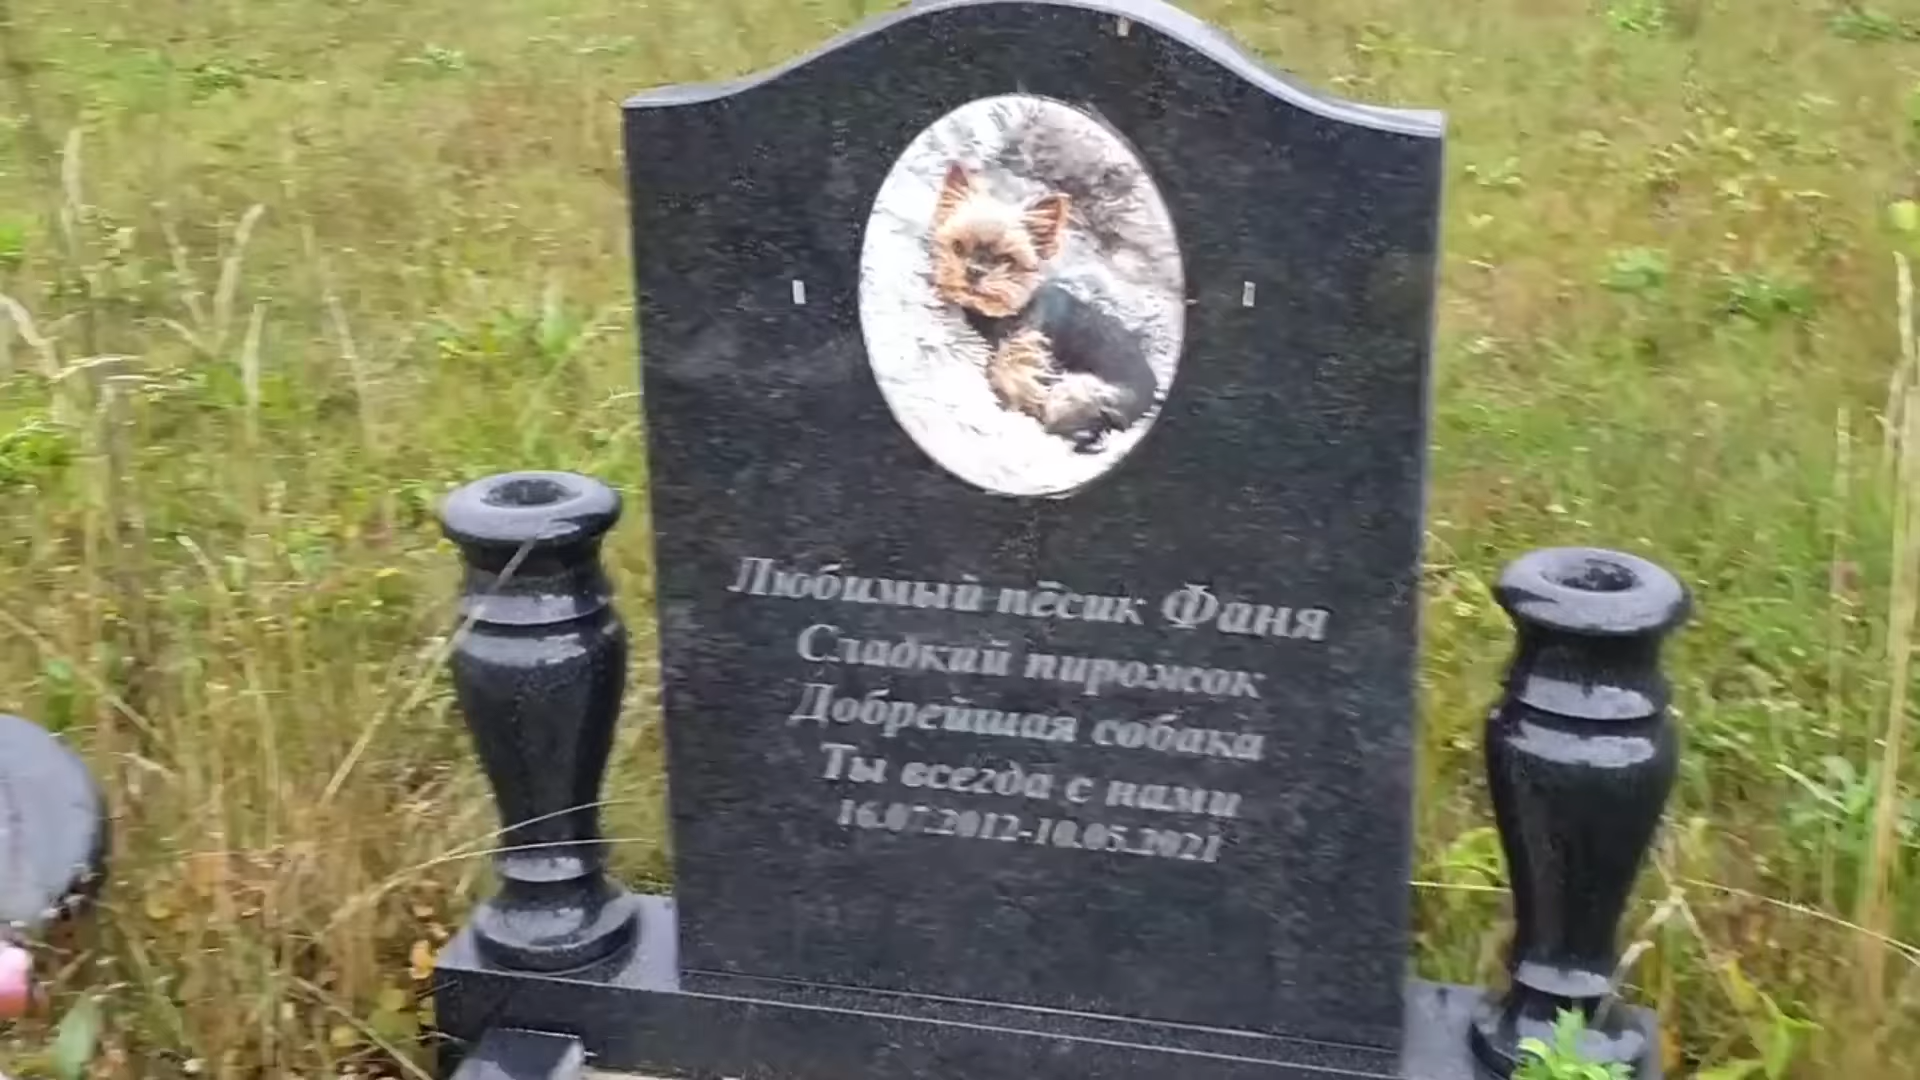 Любимый пёсик Фаня
Сладкий пирожок
Добрейшая собака
Ты всегда с нами
16.07.2012-10.05.2021